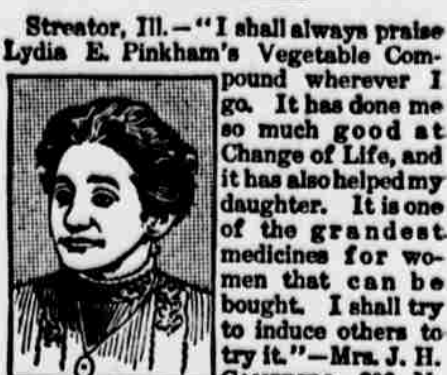 Streator, Ill.—"I shall always praise
Lydia E. Pinkham's Vegetable Com-
pound wherever I
go. It has done me
so much good at
Change of Life, and
it has also helped my
daughter. It is one
of the grandest
medicines for wo-
men that can be
bought. I shall try
to induce others to
try it."—Mrs. J. H.